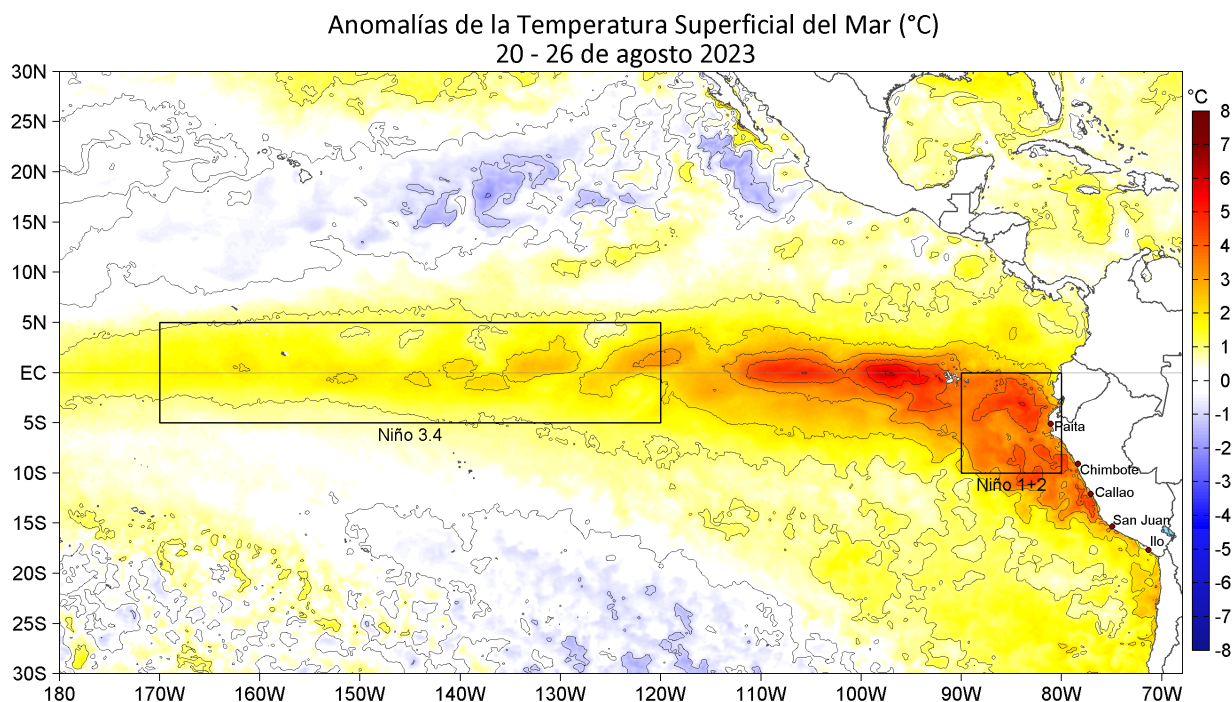 Anomalías de la Temperatura Superficial del Mar (°C)
20 - 26 de agosto 2023
°C
30N
25N
20N
15N
10N
5N
EC
5S
10S
15S
20S
25S
30S
180
170W
160W
150W
140W
130W
120W
110W
100W
90W
80W
70W
Niño 3.4
Niño 1+2
Paita
Chimbote
Callao
San Juan
Ilo
8
7
6
5
4
3
2
1
0
-1
-2
-3
-4
-5
-6
-7
-8